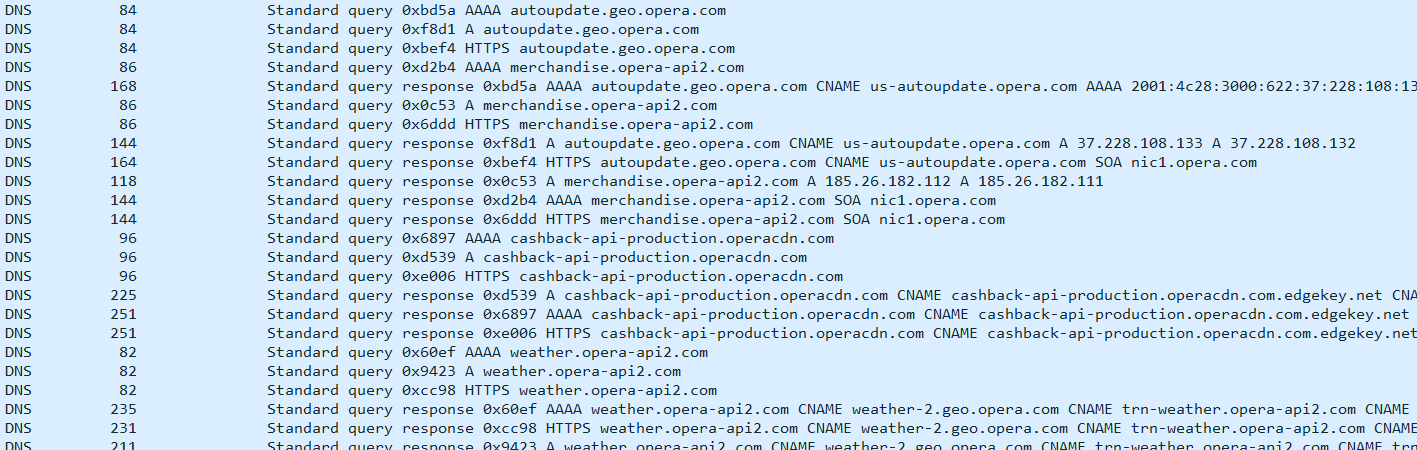 DNS 84 Standard query 0xbd5a AAAA autoupdate.geo.opera.com
DNS 84 Standard query 0xf8d1 A autoupdate.geo.opera.com
DNS 84 Standard query 0xbef4 HTTPS autoupdate.geo.opera.com
DNS 86 Standard query 0xd2b4 AAAA merchandise.opera-api2.com
DNS 168 Standard query response 0xbd5a AAAA autoupdate.geo.opera.com CNAME us-autoupdate.opera.com AAAA 2001:4c28:3000:622:37:228:108:13
DNS 86 Standard query 0x0c53 A merchandise.opera-api2.com
DNS 86 Standard query 0x6ddd HTTPS merchandise.opera-api2.com
DNS 144 Standard query response 0xf8d1 A autoupdate.geo.opera.com CNAME us-autoupdate.opera.com A 37.228.108.133 A 37.228.108.132
DNS 164 Standard query response 0xbef4 HTTPS autoupdate.geo.opera.com CNAME us-autoupdate.opera.com SOA nic1.opera.com
DNS 118 Standard query response 0x0c53 A merchandise.opera-api2.com A 185.26.182.112 A 185.26.182.111
DNS 144 Standard query response 0xd2b4 AAAA merchandise.opera-api2.com SOA nic1.opera.com
DNS 144 Standard query response 0x6ddd HTTPS merchandise.opera-api2.com SOA nic1.opera.com
DNS 96 Standard query 0x6897 AAAA cashback-api-production.operacdn.com
DNS 96 Standard query 0xd539 A cashback-api-production.operacdn.com
DNS 96 Standard query 0xe006 HTTPS cashback-api-production.operacdn.com
DNS 225 Standard query response 0xd539 A cashback-api-production.operacdn.com CNAME cashback-api-production.operacdn.com.edgekey.net CNA
DNS 251 Standard query response 0x6897 AAAA cashback-api-production.operacdn.com CNAME cashback-api-production.operacdn.com.edgekey.net
DNS 251 Standard query response 0xe006 HTTPS cashback-api-production.operacdn.com CNAME cashback-api-production.operacdn.com.edgekey.net
DNS 82 Standard query 0x60ef AAAA weather.opera-api2.com
DNS 82 Standard query 0x9423 A weather.opera-api2.com
DNS 82 Standard query 0xcc98 HTTPS weather.opera-api2.com
DNS 235 Standard query response 0x60ef AAAA weather.opera-api2.com CNAME weather-2.geo.opera.com CNAME trn-weather.opera-api2.com CNAME
DNS 231 Standard query response 0xcc98 HTTPS weather.opera-api2.com CNAME weather-2.geo.opera.com CNAME trn-weather.opera-api2.com CNAME
DNS 211 Standard query response 0x9423 A weather.opera-api2.com CNAME weather-2.geo.opera.com CNAME trn-weather.opera-api2.com CNAME trn